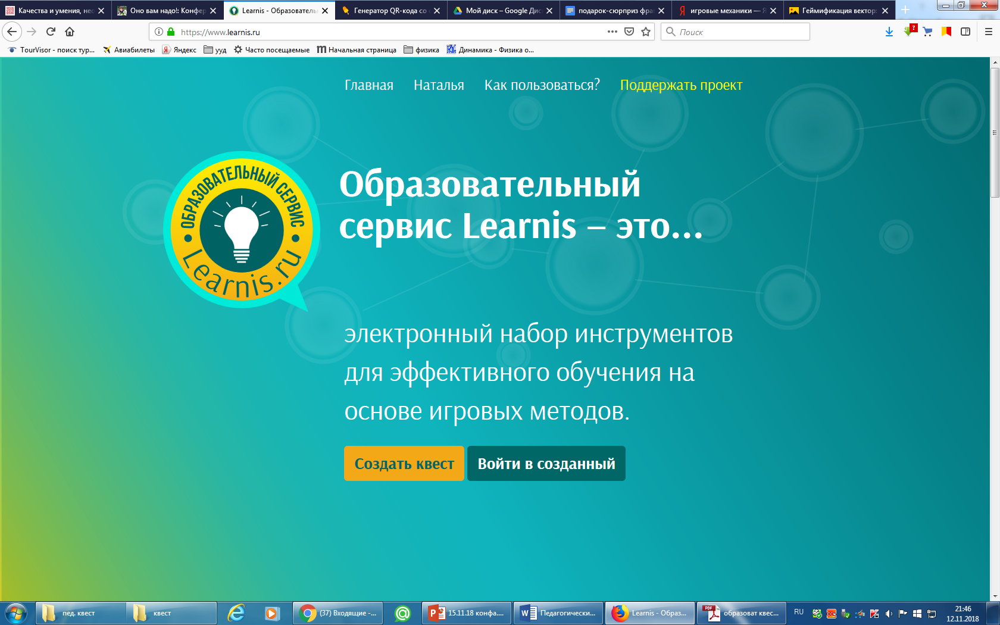 Качества и умения, нео
Оно вам надо!: Конфер
Learnis - Образователь
Генератор QR-кода со
Мой диск – Google Дис
подарок-сюрприз фра
игровые механики — Я
Геймификация вектор:
https://www.learnis.ru
Поиск
TourVisor - поиск тур...
Авиабилеты
Яндекс
ууд
Часто посещаемые
Начальная страница
физика
Динамика - Физика о...
Главная
Наталья
Как пользоваться?
Поддержать проект
ОБРАЗОВАТЕЛЬНЫЙ СЕРВИС
Learnis.ru
Образовательный
сервис Learnis – это...
электронный набор инструментов
для эффективного обучения на
основе игровых методов.
Создать квест
Войти в созданный
пед. квест
квест
(37) Входящие -...
15.11.18 конфа....
Педагогически...
Learnis - Образ...
образоват квес...
RU
21:46
12.11.2018